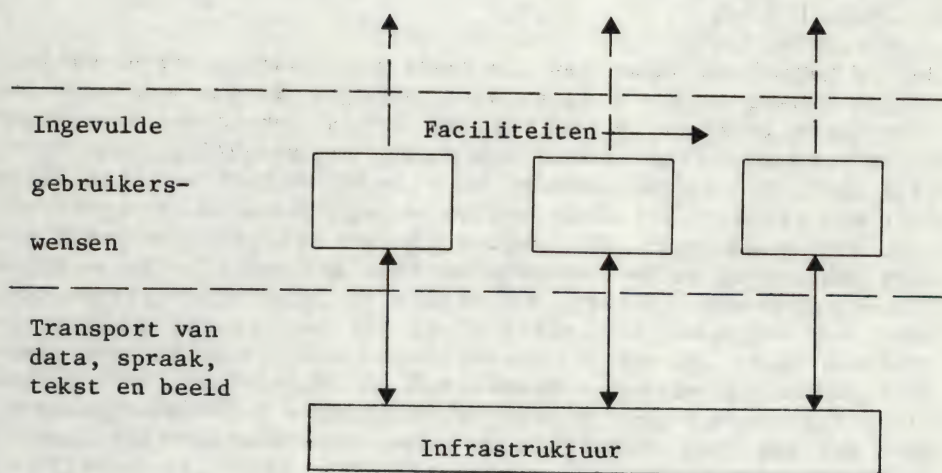 Ingevulde
Faciliteiten
gebruikers-
wensen
Transport van
data, spraak,
tekst en beeld
Infrastruktuur